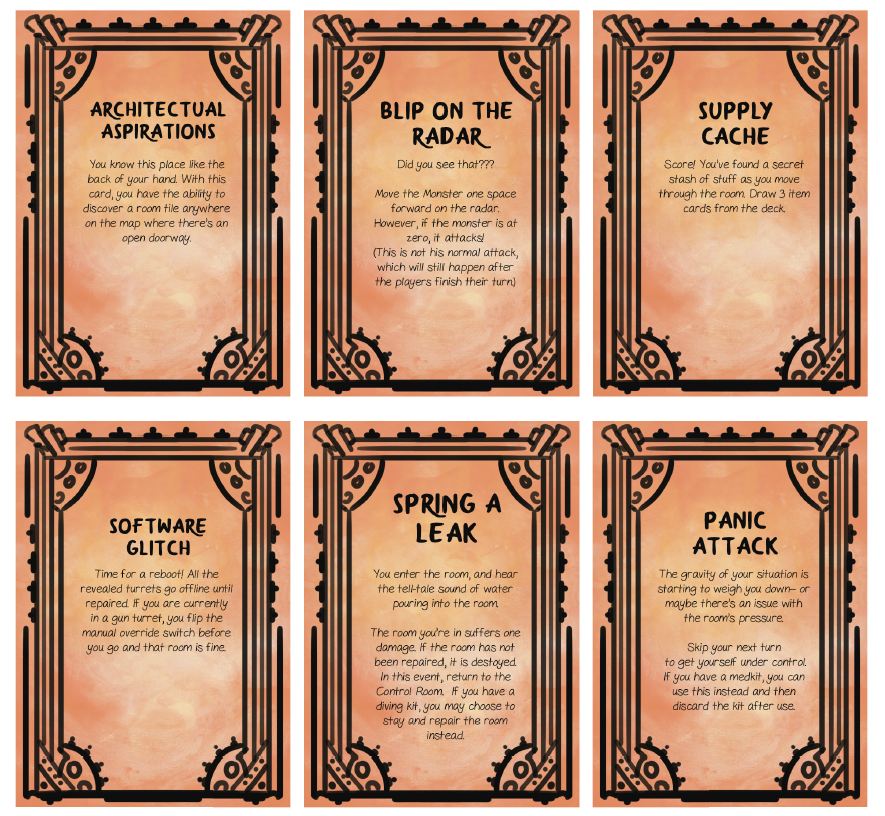 ARCHITECTUAL
ASPIRATIONS
You know this place like the
back of your hand. With this
card, you have the ability to
discover a room tile anywhere
on the map where there's an
open doorway.
BLIP ON THE
RADAR
Did you see that???
Move the Monster one space
forward on the radar.
However, if the monster is at
zero, it attacks!
(This is not his normal attack,
which will still happen after
the players finish their turn.)
SUPPLY
CACHE
Score! You've found a secret
stash of stuff as you move
through the room. Draw 3 item
cards from the deck.
SOFTWARE
GLITCH
Time for a reboot! All the
revealed turrets go offline until
repaired. If you are currently
in a gun turret, you flip the
manual override switch before
you go and that room is fine.
SPRING A
LEAK
You enter the room, and hear
the tell-tale sound of water
pouring into the room.
The room you're in suffers one
damage. If the room has not
been repaired, it is destoyed.
In this event, return to the
Control Room. If you have a
diving kit, you may choose to
stay and repair the room
instead.
PANIC
ATTACK
The gravity of your situation is
starting to weigh you down– or
maybe there's an issue with
the room's pressure.
Skip your next turn
to get yourself under control.
If you have a medkit, you can
use this instead and then
discard the kit after use.